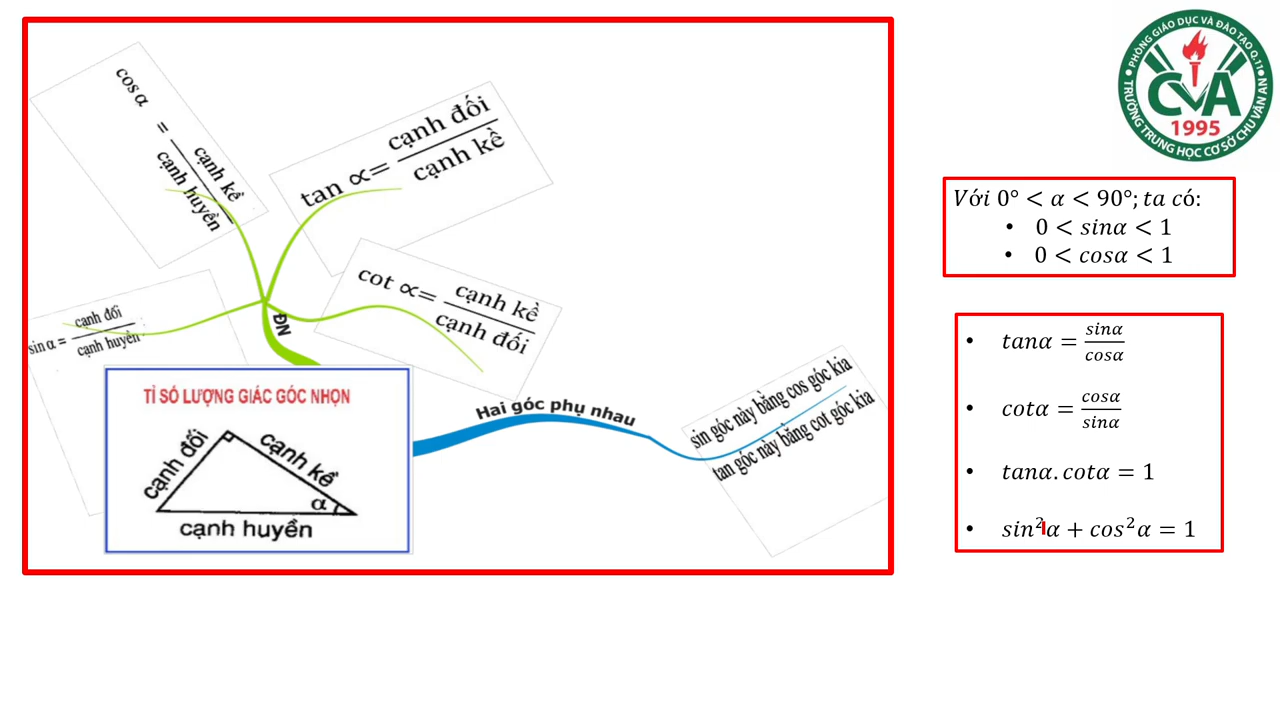 cos α = cạnh kề / cạnh huyền
tan ∝= cạnh đối / cạnh kề
cot ∝= cạnh kề / cạnh đối
sin α = cạnh đối / cạnh huyền
ĐN
TỈ SỐ LƯỢNG GIÁC GÓC NHỌN
cạnh đối
cạnh kề
α
cạnh huyền
Hai góc phụ nhau
sin góc này bằng cos góc kia
tan góc này bằng cot góc kia
PHÒNG GIÁO DỤC VÀ ĐÀO TẠO Q.11
CVA
1995
TRƯỜNG TRUNG HỌC CƠ SỞ CHU VĂN AN
Với 0° < α < 90°; ta có:
• 0 < sinα < 1
• 0 < cosα < 1
• tanα = sinα / cosα
• cotα = cosα / sinα
• tanα. cotα = 1
• sin²α + cos²α = 1